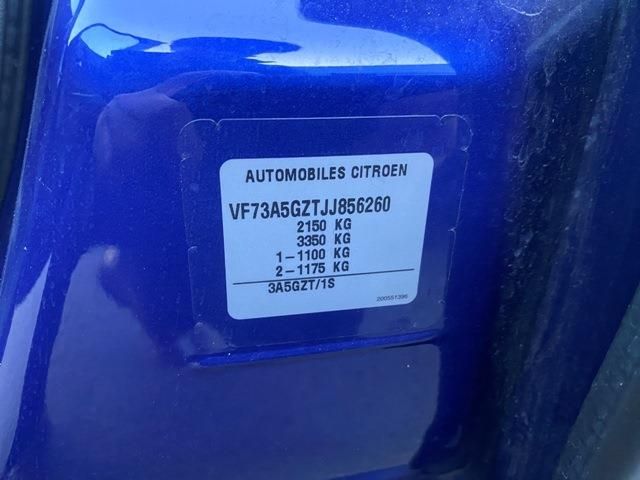 AUTOMOBILES CITROEN
VF73A5GZTJJ856260
2150 KG
3350 KG
1-1100 KG
2-1175 KG
3A5GZT/1S
200551396